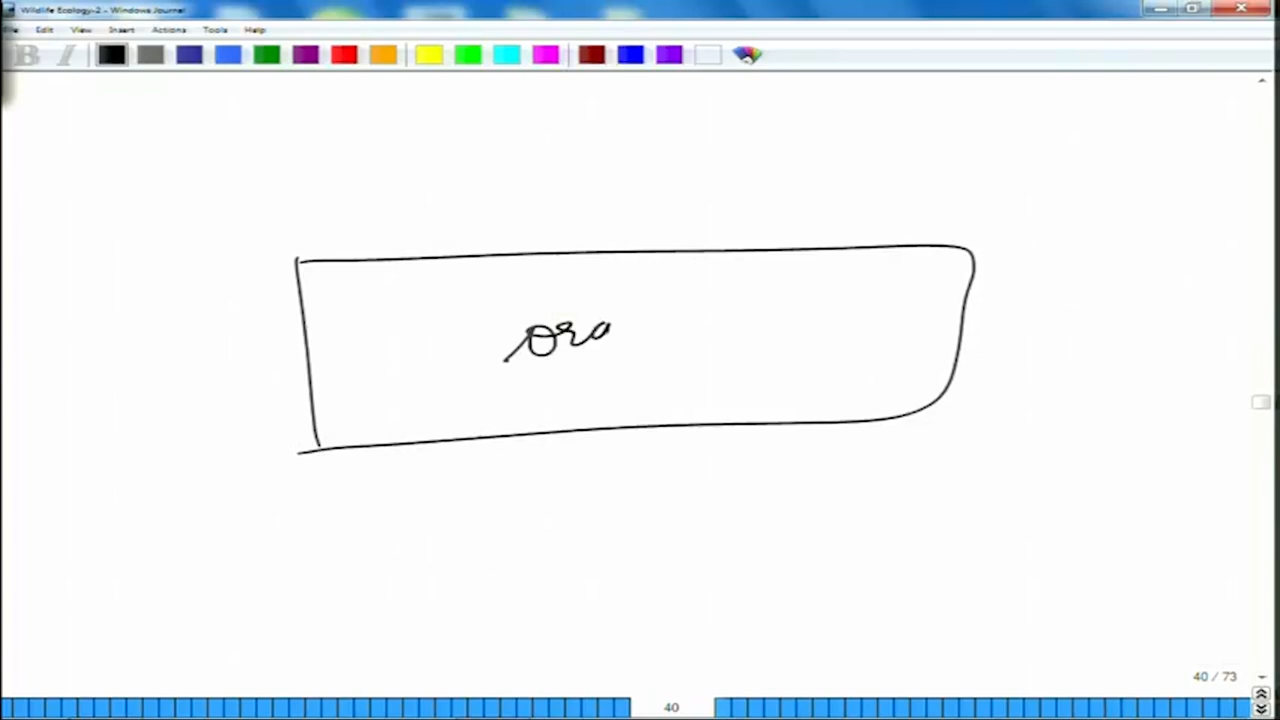 Wildlife Ecology-2 - Windows Journal
File Edit View Insert Actions Tools Help
B I
ora
40 / 73
40